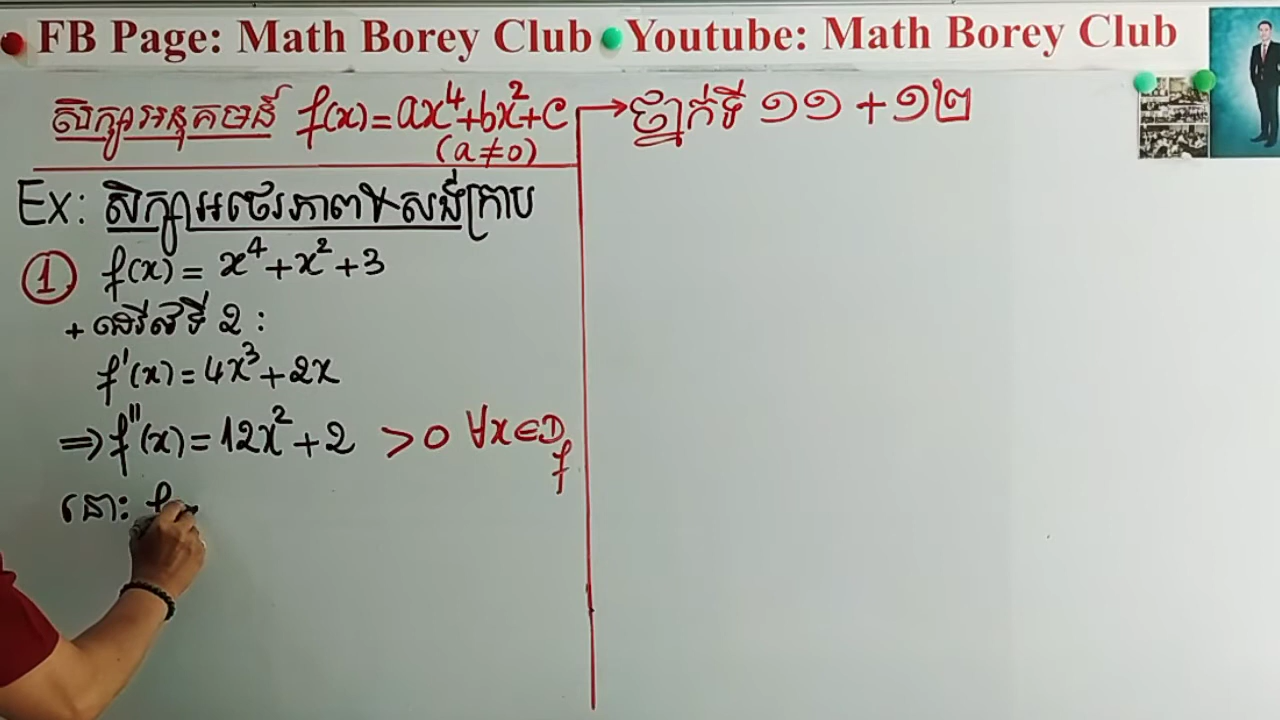 FB Page: Math Borey Club Youtube: Math Borey Club
សិក្សាអនុគមន៍ f(x) = ax⁴+bx²+c
(a≠0)
→ ថ្នាក់ទី ១១ + ១២
Ex: សិក្សាអថេរភាព & សង់ក្រាប
1. f(x) = x⁴+x²+3
+ ដេរីវេទី 2 :
f'(x) = 4x³+2x
⇒ f''(x) = 12x²+2 > 0 ∀x∈D_f
នោះ f